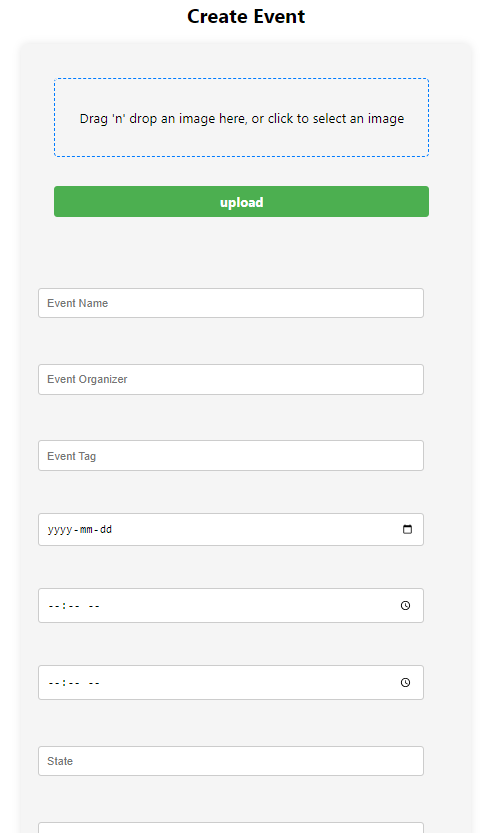 Create Event
Drag 'n' drop an image here, or click to select an image
upload
Event Name
Event Organizer
Event Tag
yyyy-mm-dd
--:-- --
--:-- --
State